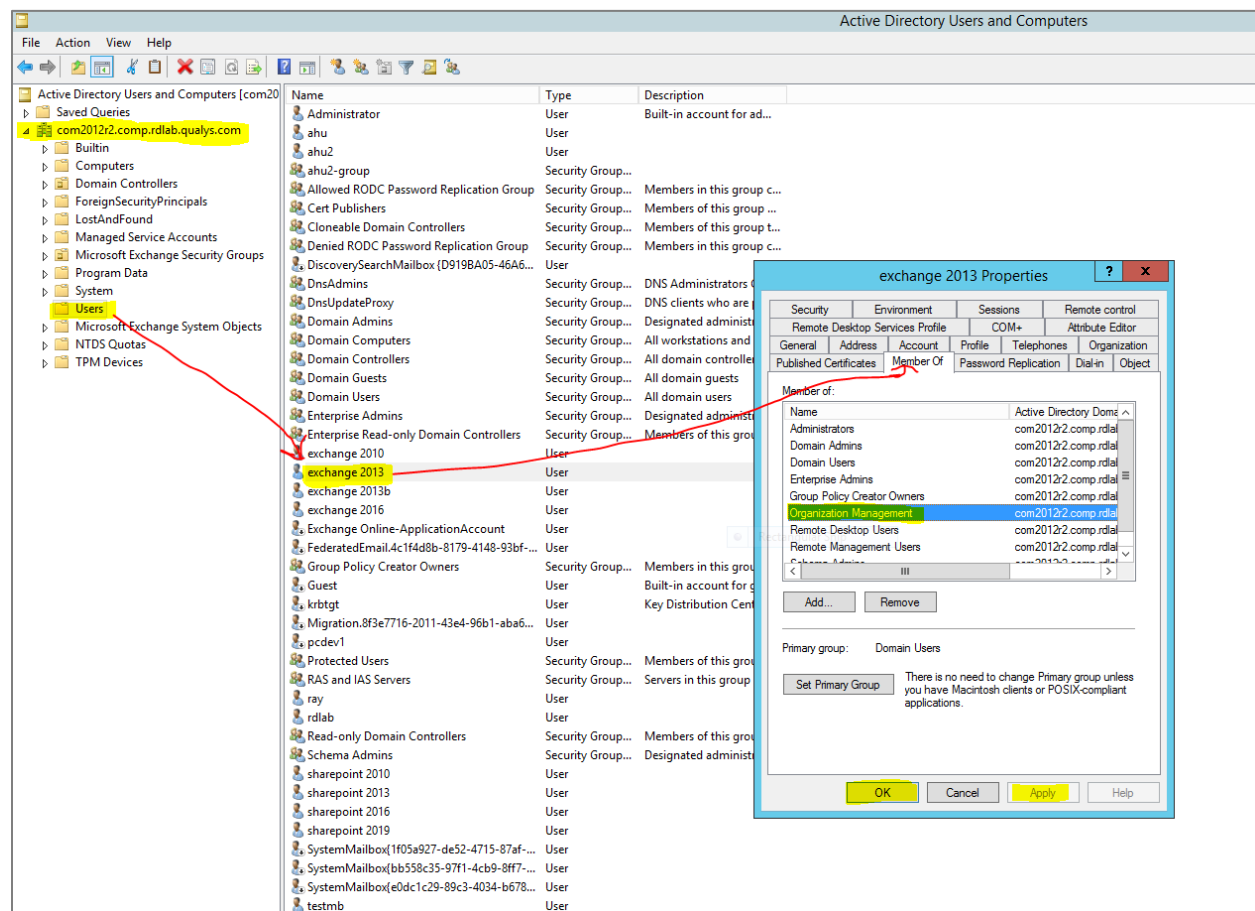 Active Directory Users and Computers
File Action View Help
Active Directory Users and Computers [com20
Saved Queries
com2012r2.comp.rdlab.qualys.com
Builtin
Computers
Domain Controllers
ForeignSecurityPrincipals
LostAndFound
Managed Service Accounts
Microsoft Exchange Security Groups
Program Data
System
Users
Microsoft Exchange System Objects
NTDS Quotas
TPM Devices
Name Type Description
Administrator User Built-in account for ad...
ahu User
ahu2 User
ahu2-group Security Group...
Allowed RODC Password Replication Group Security Group... Members in this group c...
Cert Publishers Security Group... Members of this group ...
Cloneable Domain Controllers Security Group... Members of this group t...
Denied RODC Password Replication Group Security Group... Members in this group c...
DiscoverySearchMailbox {D919BA05-46A6... User
DnsAdmins Security Group... DNS Administrators
DnsUpdateProxy Security Group... DNS clients who are
Domain Admins Security Group... Designated administ
Domain Computers Security Group... All workstations and
Domain Controllers Security Group... All domain controlle
Domain Guests Security Group... All domain guests
Domain Users Security Group... All domain users
Enterprise Admins Security Group... Designated administ
Enterprise Read-only Domain Controllers Security Group... Members of this grou
exchange 2010 User
exchange 2013 User
exchange 2013b User
exchange 2016 User
Exchange Online-ApplicationAccount User
FederatedEmail.4c1f4d8b-8179-4148-93bf-... User
Group Policy Creator Owners Security Group... Members in this grou
Guest User Built-in account for g
krbtgt User Key Distribution Cent
Migration.8f3e7716-2011-43e4-96b1-aba6... User
pcdev1 User
Protected Users Security Group... Members of this grou
RAS and IAS Servers Security Group... Servers in this group
ray User
rdlab User
Read-only Domain Controllers Security Group... Members of this grou
Schema Admins Security Group... Designated administ
sharepoint 2010 User
sharepoint 2013 User
sharepoint 2016 User
sharepoint 2019 User
SystemMailbox{1f05a927-de52-4715-87af-... User
SystemMailbox{bb558c35-97f1-4cb9-8ff7-... User
SystemMailbox{e0dc1c29-89c3-4034-b678... User
testmb User
exchange 2013 Properties ? X
Security Environment Sessions Remote control
Remote Desktop Services Profile COM+ Attribute Editor
General Address Account Profile Telephones Organization
Published Certificates Member Of Password Replication Dial-in Object
Member of:
Name Active Directory Doma
Administrators com2012r2.comp.rdlal
Domain Admins com2012r2.comp.rdlal
Domain Users com2012r2.comp.rdlal
Enterprise Admins com2012r2.comp.rdlal
Group Policy Creator Owners com2012r2.comp.rdlal
Organization Management com2012r2.comp.rdlal
Remote Desktop Users com2012r2.comp.rdlal
Remote Management Users com2012r2.comp.rdlal
Schema Admins com2012r2.comp.rdlal
Add... Remove
Primary group: Domain Users
Set Primary Group
There is no need to change Primary group unless
you have Macintosh clients or POSIX-compliant
applications.
OK Cancel Apply Help